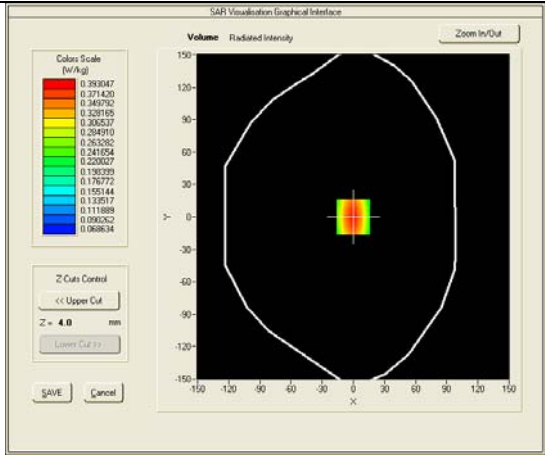 SAR Visualisation Graphical Interface
Volume Radiated Intensity
Zoom In/Out
Colors Scale
(W/kg)
0.393047
0.371420
0.349792
0.328165
0.306537
0.284910
0.263282
0.241654
0.220027
0.198399
0.176772
0.155144
0.133517
0.111889
0.090262
0.068634
Z Cuts Control
<< Upper Cut
Z = 4.0 mm
Lower Cut >>
SAVE Cancel
150
120
90
60
30
0
-30
-60
-90
-120
-150
Y
-150 -120 -90 -60 -30 0 30 60 90 120 150
X